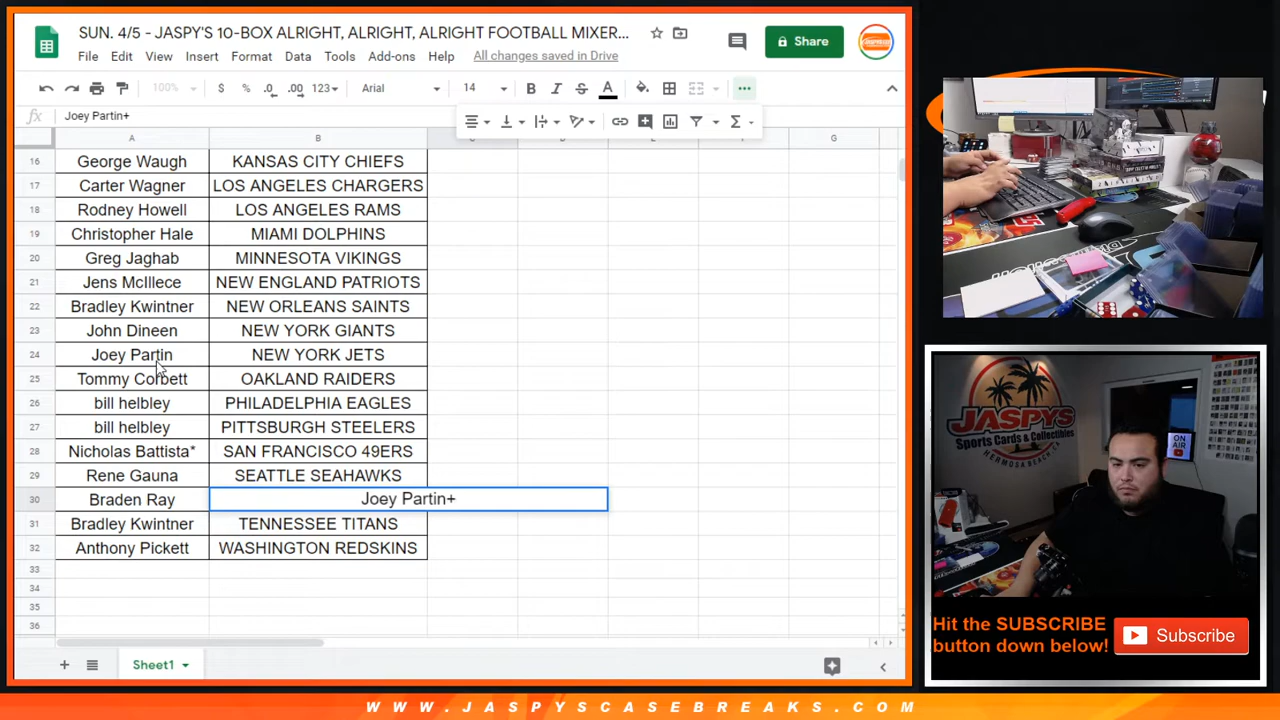 SUN. 4/5 - JASPY'S 10-BOX ALRIGHT, ALRIGHT, ALRIGHT FOOTBALL MIXER...
Share
File Edit View Insert Format Data Tools Add-ons Help All changes saved in Drive
100% $ % .0 .00 123 Arial 14 B I S A
fx Joey Partin+
A B C D E F G
16 George Waugh KANSAS CITY CHIEFS
17 Carter Wagner LOS ANGELES CHARGERS
18 Rodney Howell LOS ANGELES RAMS
19 Christopher Hale MIAMI DOLPHINS
20 Greg Jaghab MINNESOTA VIKINGS
21 Jens McIllece NEW ENGLAND PATRIOTS
22 Bradley Kwintner NEW ORLEANS SAINTS
23 John Dineen NEW YORK GIANTS
24 Joey Partin NEW YORK JETS
25 Tommy Corbett OAKLAND RAIDERS
26 bill helbley PHILADELPHIA EAGLES
27 bill helbley PITTSBURGH STEELERS
28 Nicholas Battista* SAN FRANCISCO 49ERS
29 Rene Gauna SEATTLE SEAHAWKS
30 Braden Ray Joey Partin+
31 Bradley Kwintner TENNESSEE TITANS
32 Anthony Pickett WASHINGTON REDSKINS
33
34
35
36
Sheet1
JASPYS
Sports Cards & Collectibles
HERMOSA BEACH, CA
ON AIR
Hit the SUBSCRIBE
button down below!
Subscribe
WWW.JASPYSCASEBREAKS.COM